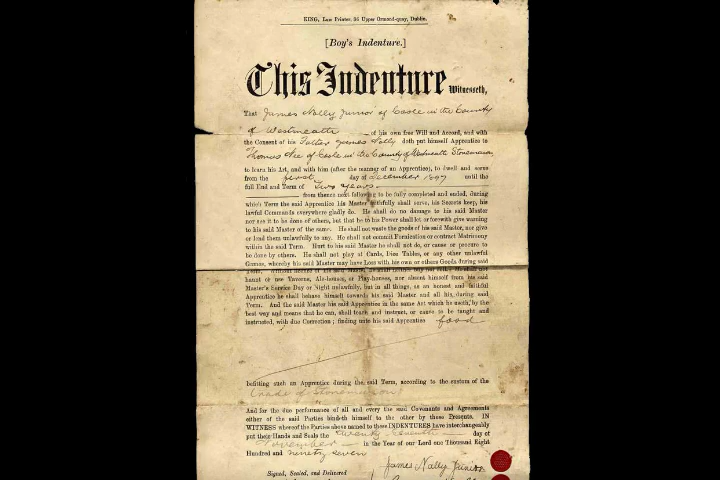 KING, Law Printer, 36 Upper Ormond-quay, Dublin.
[Boy's Indenture.]
This Indenture Witnesseth,
That James Nally Junior of Coole in the County
of Westmeath of his own free Will and Accord, and with
the Consent of his Father James Nally doth put himself Apprentice to
Thomas of Coole in the County of Westmeath Stonemason,
to learn his Art, and with him (after the manner of an Apprentice), to dwell and serve
from the first day of December 1897 until the
full End and Term of Two Years
from thence next following to be fully completed and ended, during
which Term the said Apprentice his Master faithfully shall serve, his Secrets keep, his
lawful Commands everywhere gladly do. He shall do no damage to his said Master
nor see it to be done of others, but that he to his Power shall let or forewith give warning
to his said Master of the same. He shall not waste the goods of his said Master, nor give
or lend them unlawfully to any. He shall not commit Fornication or contract Matrimony
within the said Term. Hurt to his said Master he shall not do, or cause or procure to
be done by others. He shall not play of Cards, Dice Tables, or any other unlawful
Games, whereby his said Master may have Loss with his own or others Goods during said
Term. Without licence of his said Master, he shall neither buy nor sell. He shall not
haunt or use Taverns, Ale-houses, or Play-houses, nor absent himself from his said
Master's Service Day or Night unlawfully, but in all things, as an honest and faithful
Apprentice he shall behave himself towards his said Master and all his, during said
Term. And the said Master his said Apprentice in the same Art which he useth, by the
best way and means that he can, shall teach and instruct, or cause to be taught and
instructed, with due Correction; finding unto his said Apprentice food
befitting such an Apprentice during the said Term, according to the custom of the
trade of Stonemason
And for the due performance of all and every the said Covenants and Agreements
either of the said Parties bindeth himself to the other by these Presents. IN
WITNESS whereof the Parties above named to these INDENTURES have interchangeably
put their Hands and Seals the twenty seventh day of
November in the Year of our Lord one Thousand Eight
Hundred and ninety seven
James Nally Junior
Signed, Sealed, and Delivered